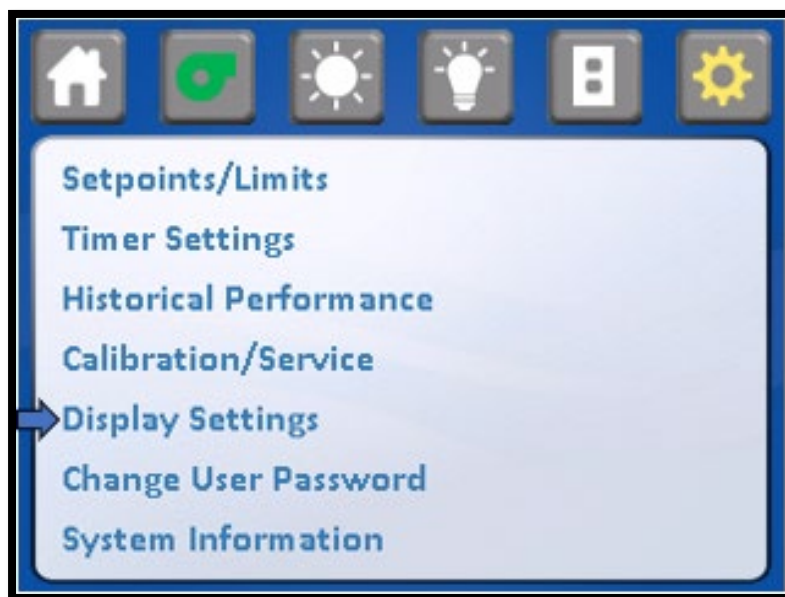 Setpoints/Limits
Timer Settings
Historical Performance
Calibration/Service
Display Settings
Change User Password
System Information